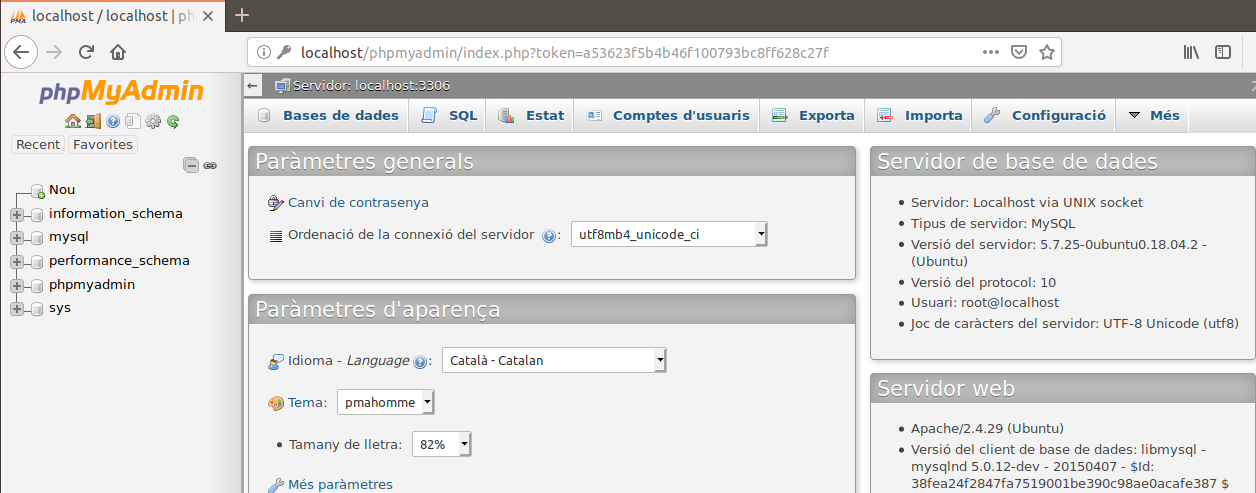 localhost / localhost | ph
localhost/phpmyadmin/index.php?token=a53623f5b4b46f100793bc8ff628c27f
phpMyAdmin
Recent Favorites
Nou
information_schema
mysql
performance_schema
phpmyadmin
sys
Servidor: localhost:3306
Bases de dades SQL Estat Comptes d'usuaris Exporta Importa Configuració Més
Paràmetres generals
Canvi de contrasenya
Ordenació de la connexió del servidor : utf8mb4_unicode_ci
Paràmetres d'aparença
Idioma - Language : Català - Catalan
Tema: pmahomme
Tamany de lletra: 82%
Més paràmetres
Servidor de base de dades
Servidor: Localhost via UNIX socket
Tipus de servidor: MySQL
Versió del servidor: 5.7.25-0ubuntu0.18.04.2 -
(Ubuntu)
Versió del protocol: 10
Usuari: root@localhost
Joc de caràcters del servidor: UTF-8 Unicode (utf8)
Servidor web
Apache/2.4.29 (Ubuntu)
Versió del client de base de dades: libmysql -
mysqlnd 5.0.12-dev - 20150407 - $Id:
38fea24f2847fa7519001be390c98ae0acafe387 $